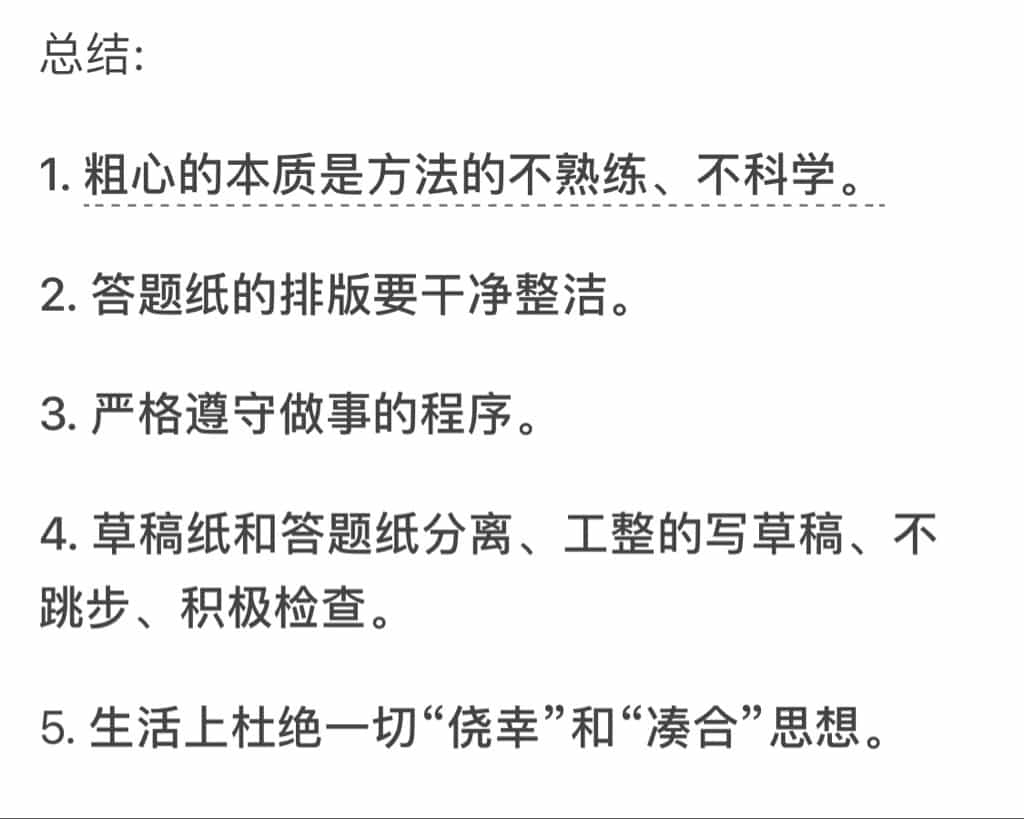 总结:
1. 粗心的本质是方法的不熟练、不科学。
2. 答题纸的排版要干净整洁。
3. 严格遵守做事的程序。
4. 草稿纸和答题纸分离、工整的写草稿、不
跳步、积极检查。
5. 生活上杜绝一切“侥幸”和“凑合”思想。